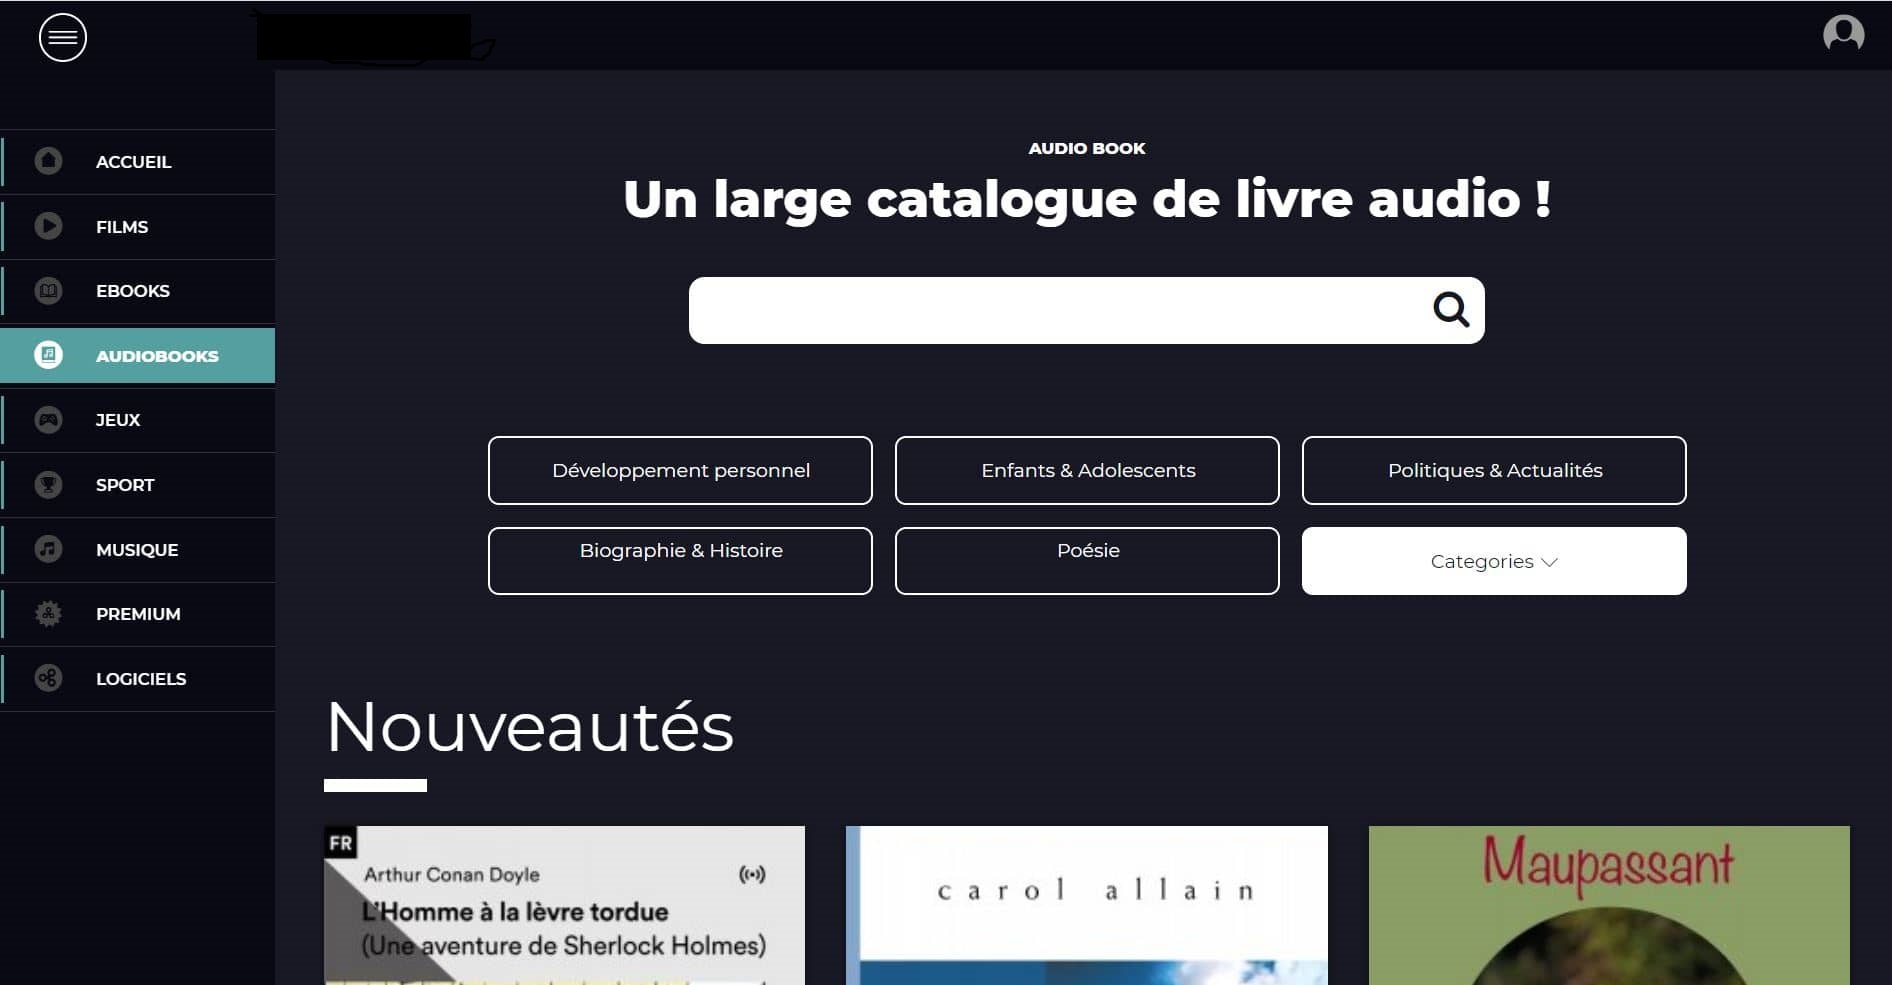 ACCUEIL
FILMS
EBOOKS
AUDIOBOOKS
JEUX
SPORT
MUSIQUE
PREMIUM
LOGICIELS
AUDIO BOOK
Un large catalogue de livre audio !
Développement personnel
Enfants & Adolescents
Politiques & Actualités
Biographie & Histoire
Poésie
Categories
Nouveautés
FR
Arthur Conan Doyle
L'Homme à la lèvre tordue
(Une aventure de Sherlock Holmes)
carol allain
Maupassant